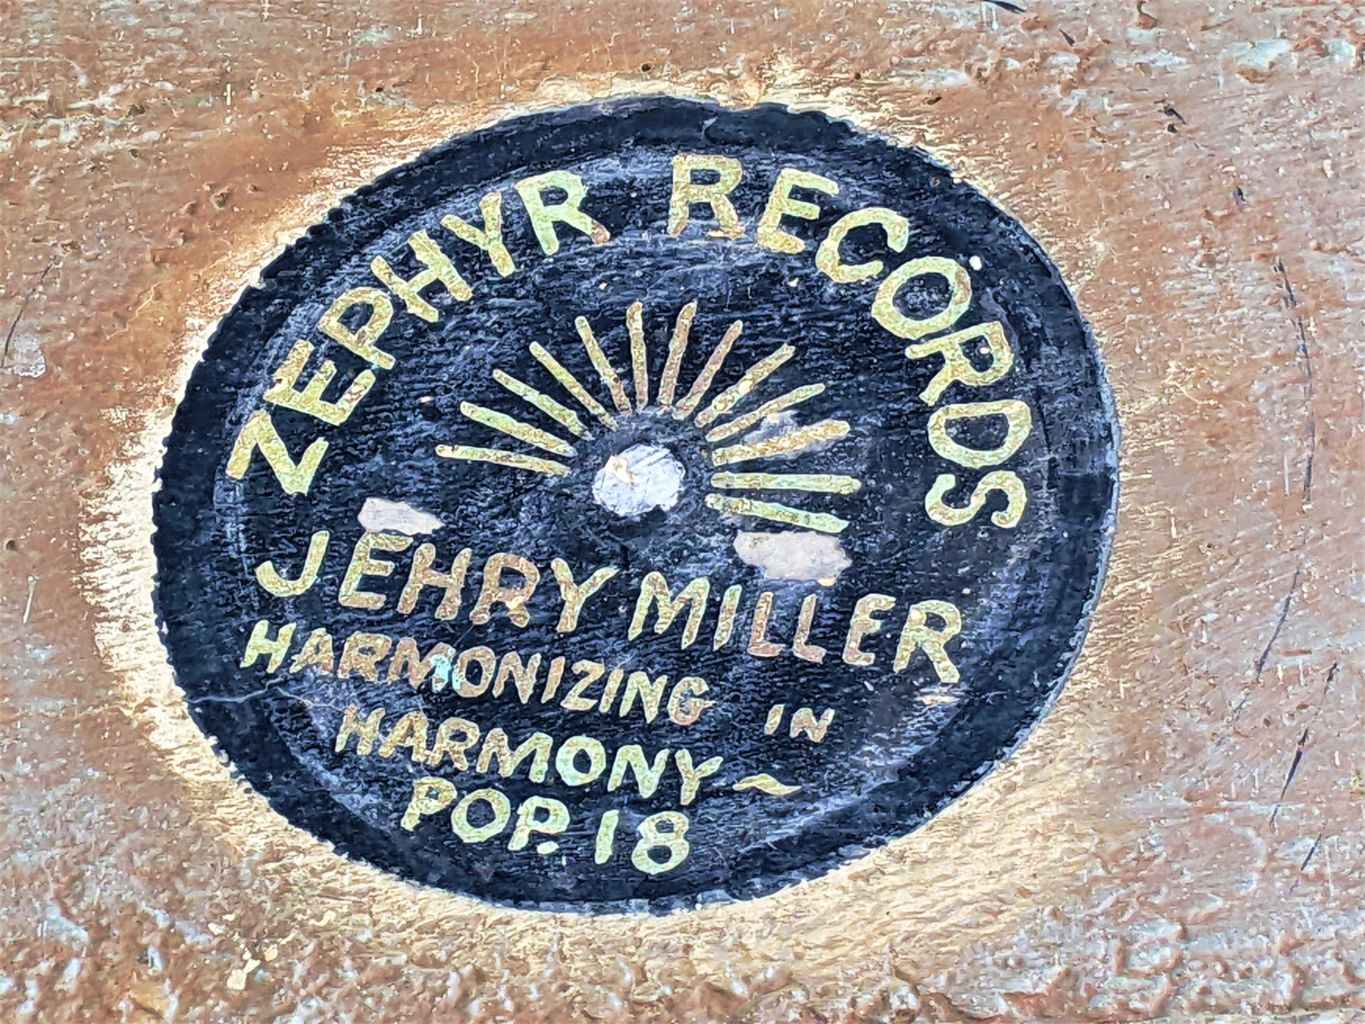 ZEPHYR RECORDS
JEHRY MILLER
HARMONIZING IN
HARMONY~
POP. 18